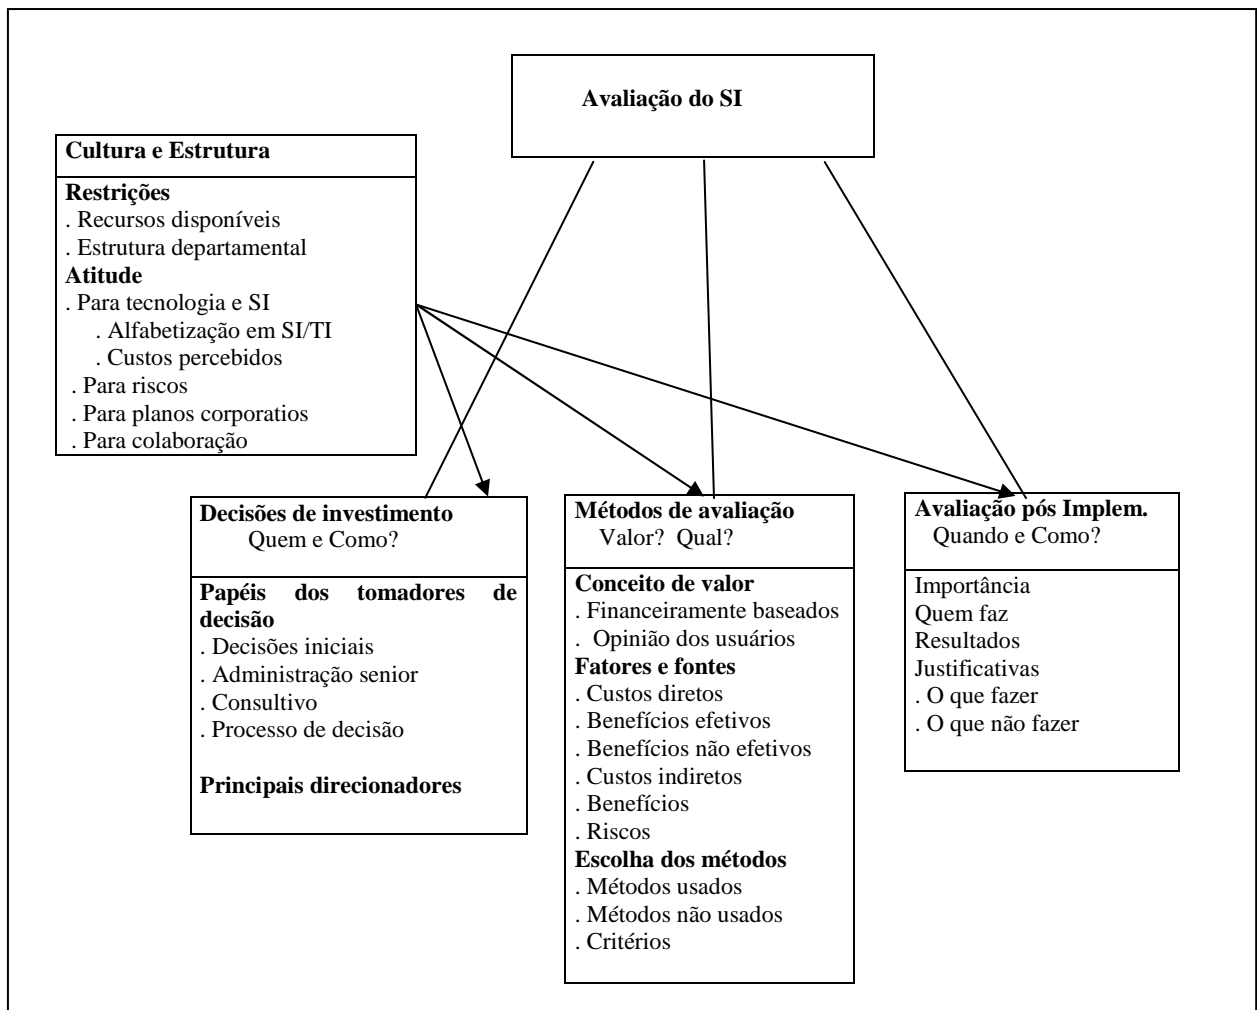 Avaliação do SI
Cultura e Estrutura
Restrições
. Recursos disponíveis
. Estrutura departamental
Atitude
. Para tecnologia e SI
. Alfabetização em SI/TI
. Custos percebidos
. Para riscos
. Para planos corporatios
. Para colaboração
Decisões de investimento
Quem e Como?
Papéis dos tomadores de
decisão
. Decisões iniciais
. Administração senior
. Consultivo
. Processo de decisão
Principais direcionadores
Métodos de avaliação
Valor? Qual?
Conceito de valor
. Financeiramente baseados
. Opinião dos usuários
Fatores e fontes
. Custos diretos
. Benefícios efetivos
. Benefícios não efetivos
. Custos indiretos
. Benefícios
. Riscos
Escolha dos métodos
. Métodos usados
. Métodos não usados
. Critérios
Avaliação pós Implem.
Quando e Como?
Importância
Quem faz
Resultados
Justificativas
. O que fazer
. O que não fazer